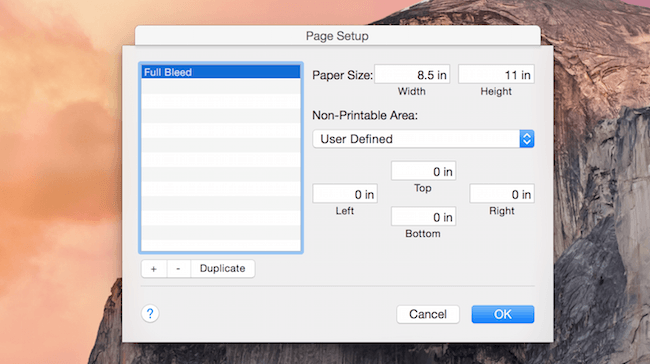 Page Setup
Full Bleed
Paper Size: 8.5 in 11 in
Width Height
Non-Printable Area:
User Defined
0 in
Top
0 in 0 in
Left Right
0 in
Bottom
+ - Duplicate
? Cancel OK